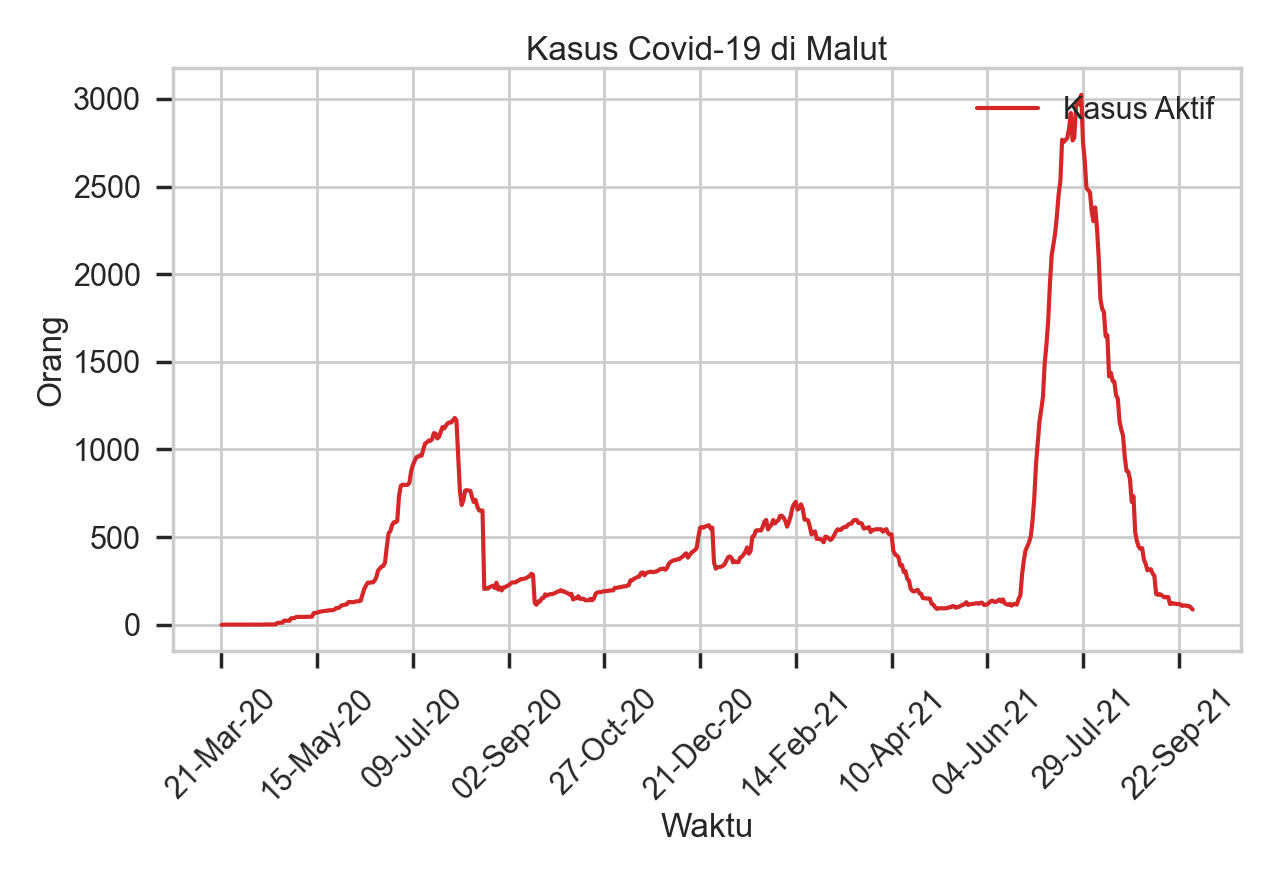 Kasus Covid-19 di Malut
Kasus Aktif
Orang
3000
2500
2000
1500
1000
500
0
21-Mar-20
15-May-20
09-Jul-20
02-Sep-20
27-Oct-20
21-Dec-20
14-Feb-21
10-Apr-21
04-Jun-21
29-Jul-21
22-Sep-21
Waktu